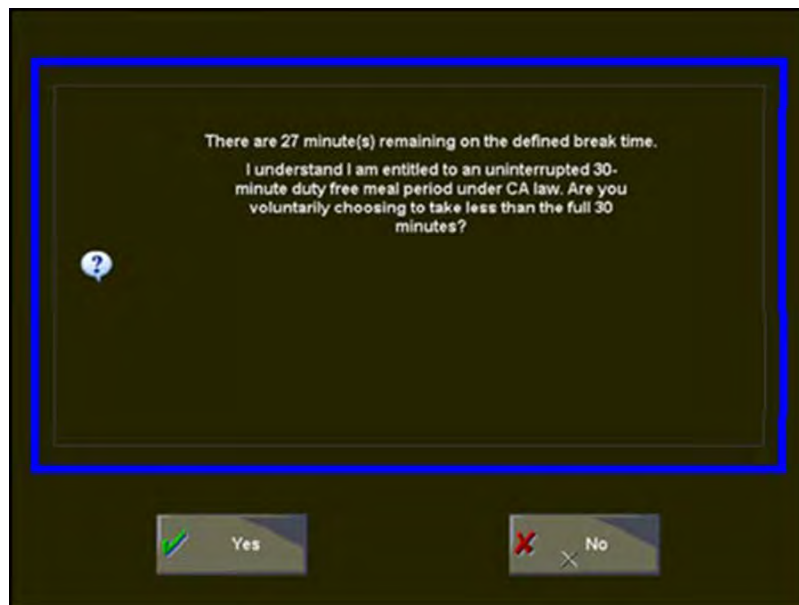 There are 27 minute(s) remaining on the defined break time.
I understand I am entitled to an uninterrupted 30-
minute duty free meal period under CA law. Are you
voluntarily choosing to take less than the full 30
minutes?
?
Yes
No